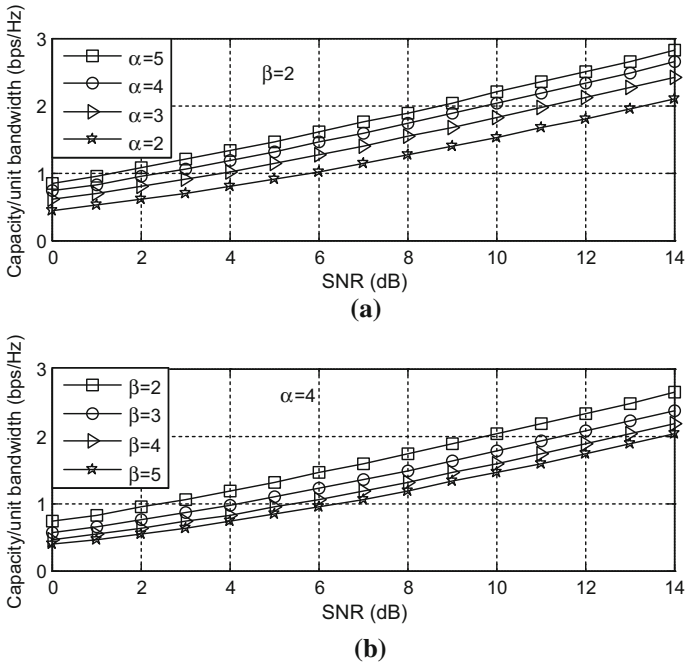 Capacity/unit bandwidth (bps/Hz)
3
2
1
0
α=5
α=4
α=3
α=2
β=2
0 2 4 6 8 10 12 14
SNR (dB)
(a)
Capacity/unit bandwidth (bps/Hz)
3
2
1
0
β=2
β=3
β=4
β=5
α=4
0 2 4 6 8 10 12 14
SNR (dB)
(b)